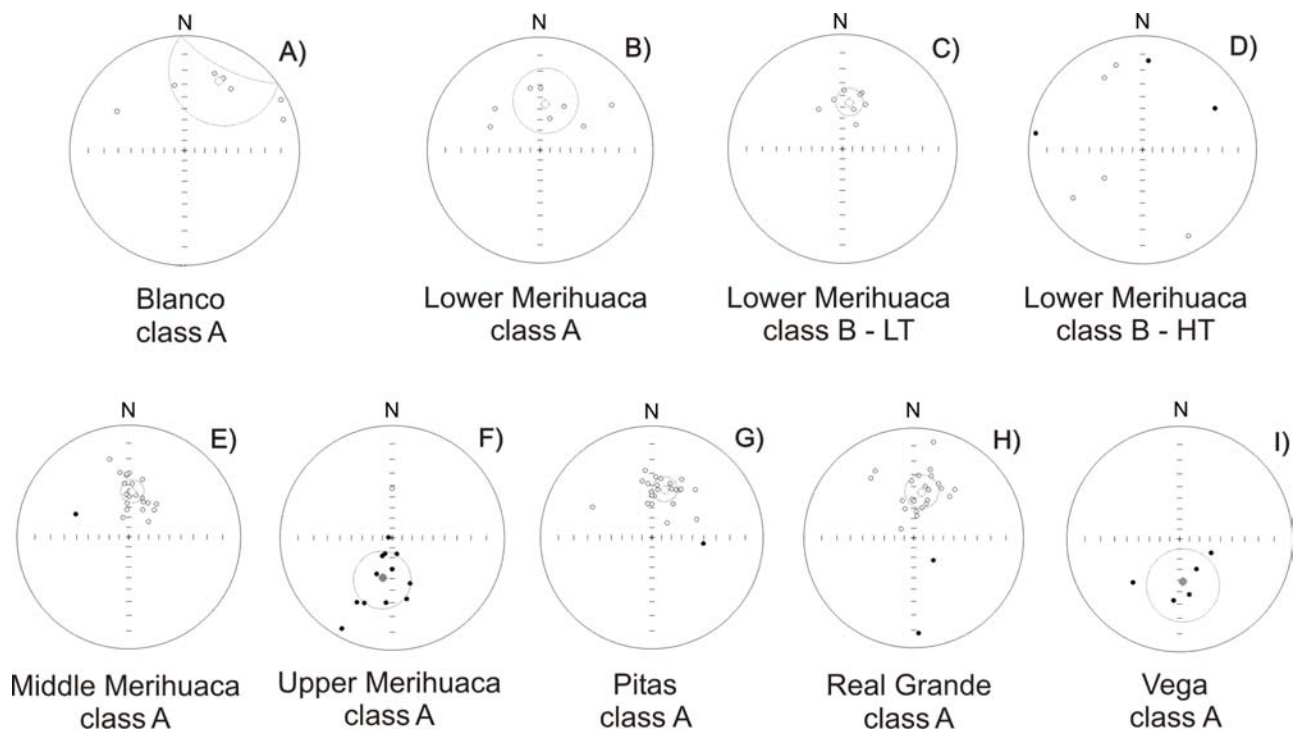 N
A)
N
B)
N
C)
N
D)
Blanco
class A
Lower Merihuaca
class A
Lower Merihuaca
class B - LT
Lower Merihuaca
class B - HT
N
E)
N
F)
N
G)
N
H)
N
I)
Middle Merihuaca
class A
Upper Merihuaca
class A
Pitas
class A
Real Grande
class A
Vega
class A